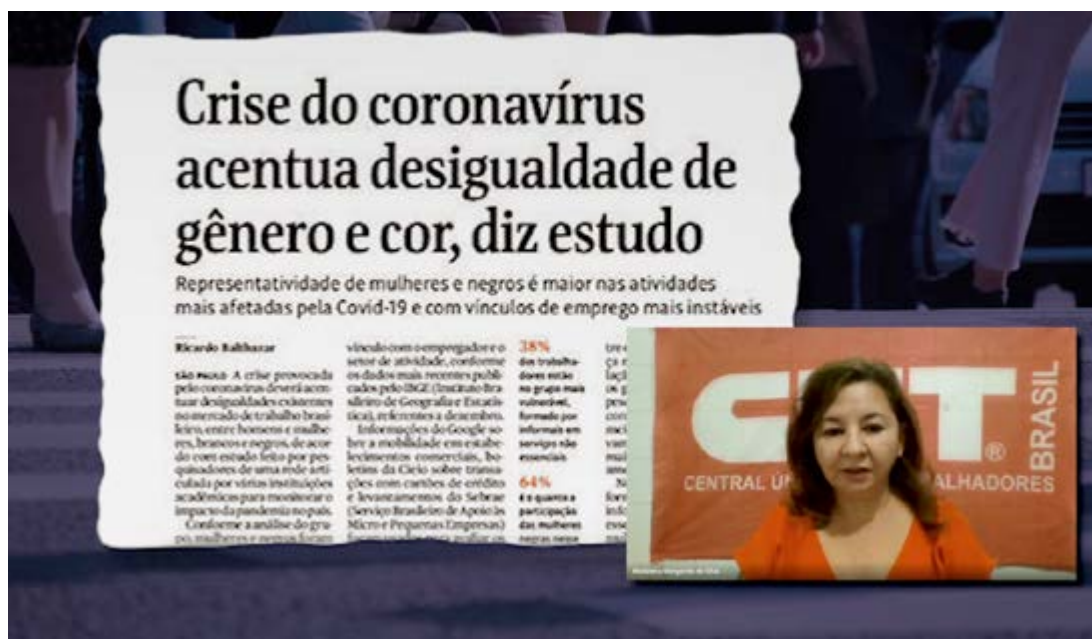 Crise do coronavírus
acentua desigualdade de
gênero e cor, diz estudo
Representatividade de mulheres e negros é maior nas atividades
mais afetadas pela Covid-19 e com vínculos de emprego mais instáveis
Ricardo Balthazar
SÃO PAULO A crise provocada
pelo coronavírus deverá acen-
tuar desigualdades existentes
no mercado de trabalho brasi-
leiro, entre homens e mulhe-
res, brancos e negros, de acor-
do com estudo feito por pes-
quisadores de uma rede arti-
culada por várias instituições
acadêmicas para monitorar o
impacto da pandemia no país.
Conforme a análise do gru-
po, mulheres e negros foram
vínculo com o empregador e o
setor de atividade, conforme
os dados mais recentes publi-
cados pelo IBGE (Instituto Bra-
sileiro de Geografia e Estatís-
tica), referentes a dezembro.
Informações do Google so-
bre a mobilidade em estabe-
lecimentos comerciais, bo-
letins da Cielo sobre transa-
ções com cartões de crédito
e levantamentos do Sebrae
(Serviço Brasileiro de Apoio às
Micro e Pequenas Empresas)
38%
dos trabalha-
dores estão
no grupo mais
vulnerável,
formado por
informais em
serviços não
essenciais
64%
é o quanto a
participação
das mulheres
negras nesse
CUT
BRASIL
CENTRAL ALHADORES